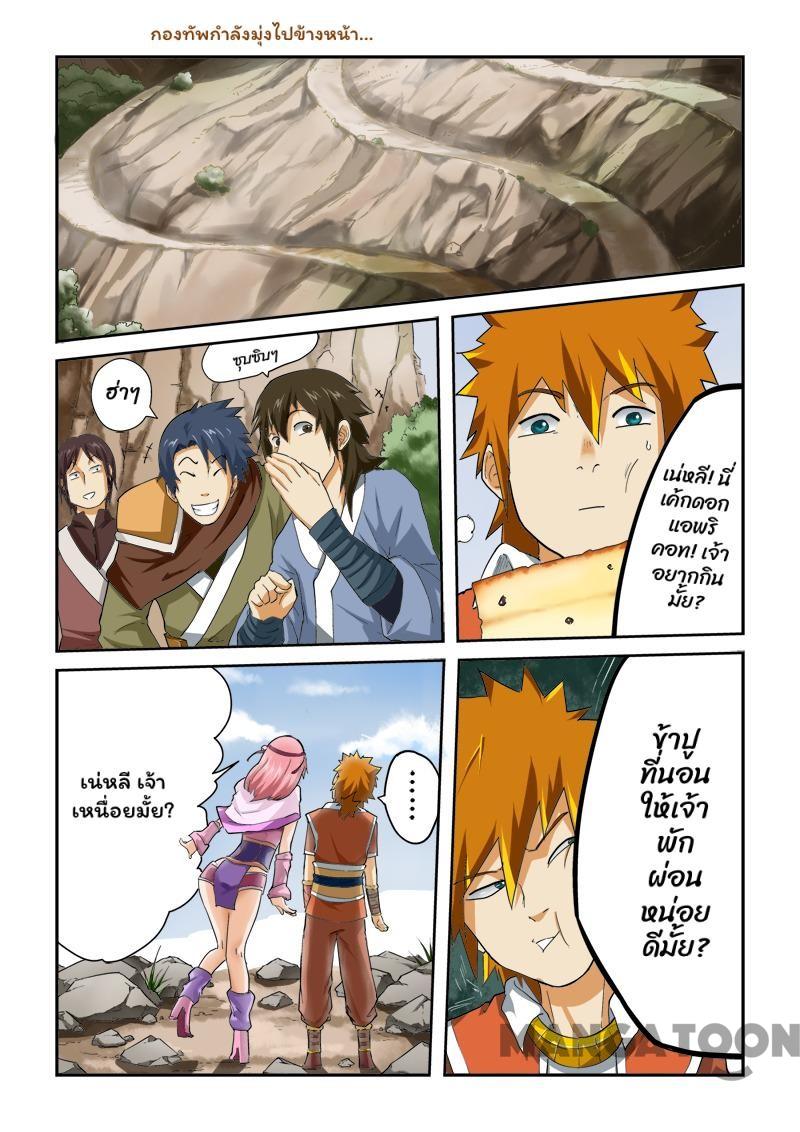 กองทัพกำลังมุ่งไปข้างหน้า...
ซุบซิบๆ
ฮ่าๆ
เน่หลี! นี่
เค้กดอก
แอพริ
คอท! เจ้า
อยากกิน
มั้ย?
เน่หลี เจ้า
เหนื่อยมั้ย?
......
ข้าปู
ที่นอน
ให้เจ้า
พัก
ผ่อน
หน่อย
ดีมั้ย?
MANGATOON